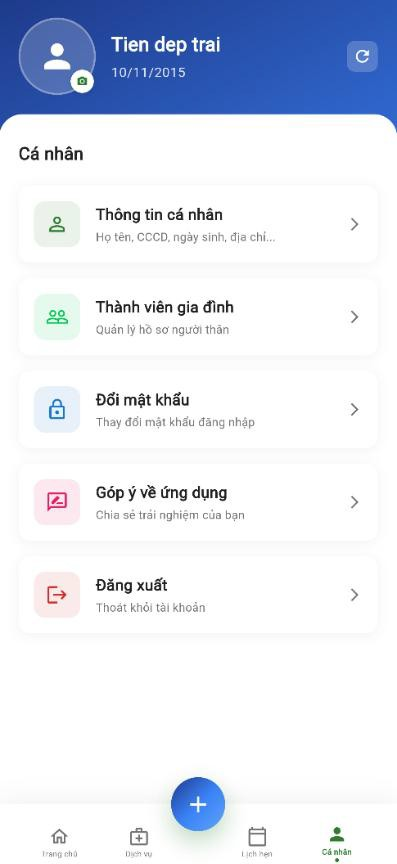 Tien dep trai
10/11/2015
Cá nhân
Thông tin cá nhân
Họ tên, CCCD, ngày sinh, địa chỉ...
Thành viên gia đình
Quản lý hồ sơ người thân
Đổi mật khẩu
Thay đổi mật khẩu đăng nhập
Góp ý về ứng dụng
Chia sẻ trải nghiệm của bạn
Đăng xuất
Thoát khỏi tài khoản
Trang chủ
Dịch vụ
Lịch hẹn
Cá nhân